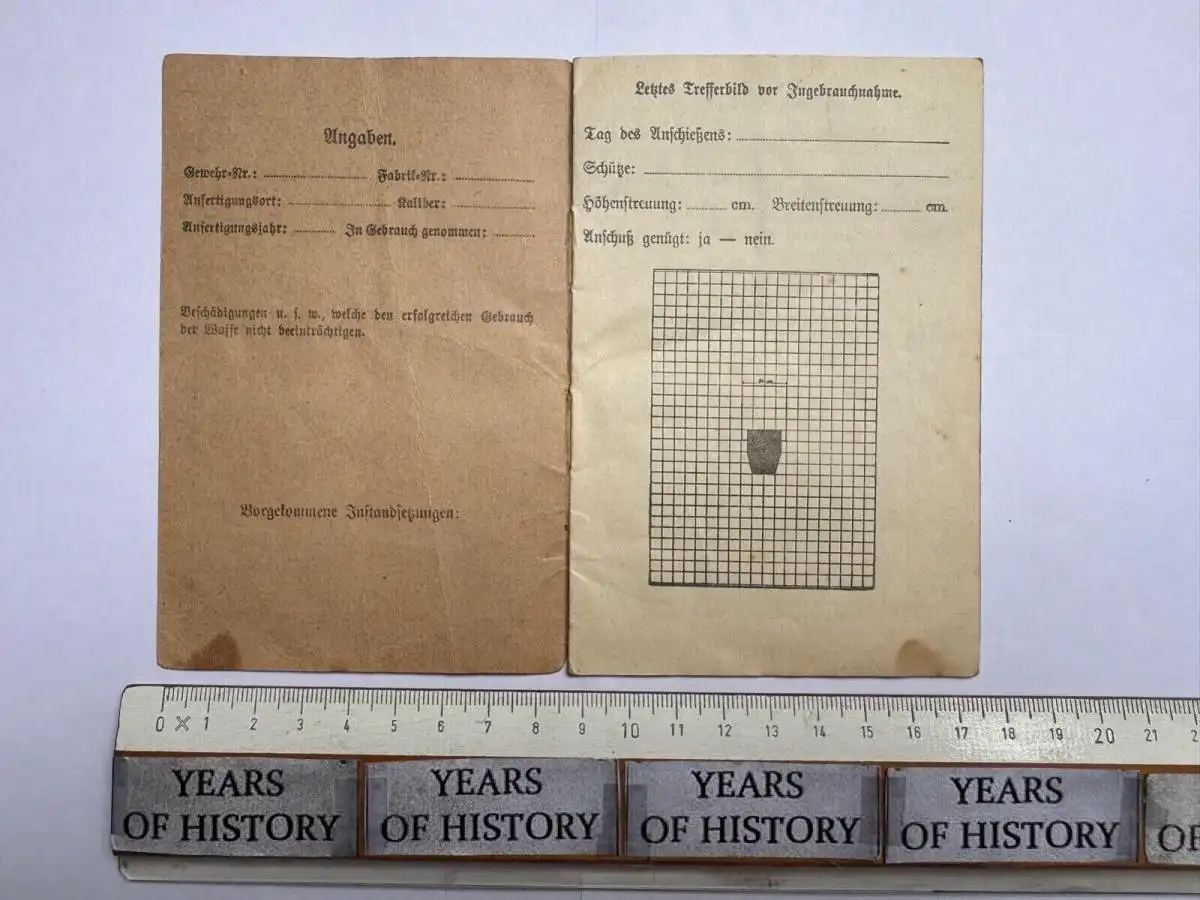 Angaben.
Gewehr=Nr.: Fabrik=Nr.:
Anfertigungsort: Kaliber:
Anfertigungsjahr: In Gebrauch genommen:
Beschädigungen u. s. w., welche den erfolgreichen Gebrauch
der Waffe nicht beeinträchtigen.
Vorgekommene Instandsetzungen:
Letztes Trefferbild vor Ingebrauchnahme.
Tag des Anschießens:
Schütze:
Höhenstreuung: cm. Breitenstreuung: cm.
Anschuß genügt: ja — nein.
0 1 2 3 4 5 6 7 8 9 10 11 12 13 14 15 16 17 18 19 20 21
YEARS
OF HISTORY
YEARS
OF HISTORY
YEARS
OF HISTORY
YEARS
OF HISTORY